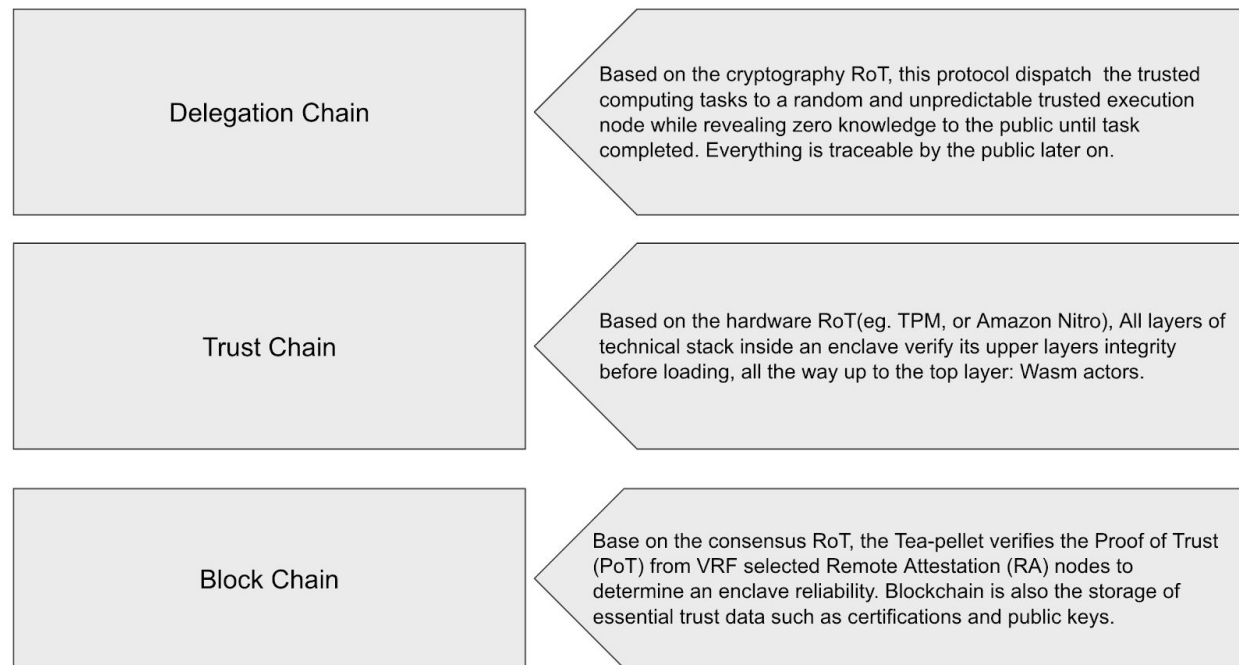 Delegation Chain
Based on the cryptography RoT, this protocol dispatch the trusted
computing tasks to a random and unpredictable trusted execution
node while revealing zero knowledge to the public until task
completed. Everything is traceable by the public later on.
Trust Chain
Based on the hardware RoT(eg. TPM, or Amazon Nitro), All layers of
technical stack inside an enclave verify its upper layers integrity
before loading, all the way up to the top layer: Wasm actors.
Block Chain
Base on the consensus RoT, the Tea-pellet verifies the Proof of Trust
(PoT) from VRF selected Remote Attestation (RA) nodes to
determine an enclave reliability. Blockchain is also the storage of
essential trust data such as certifications and public keys.